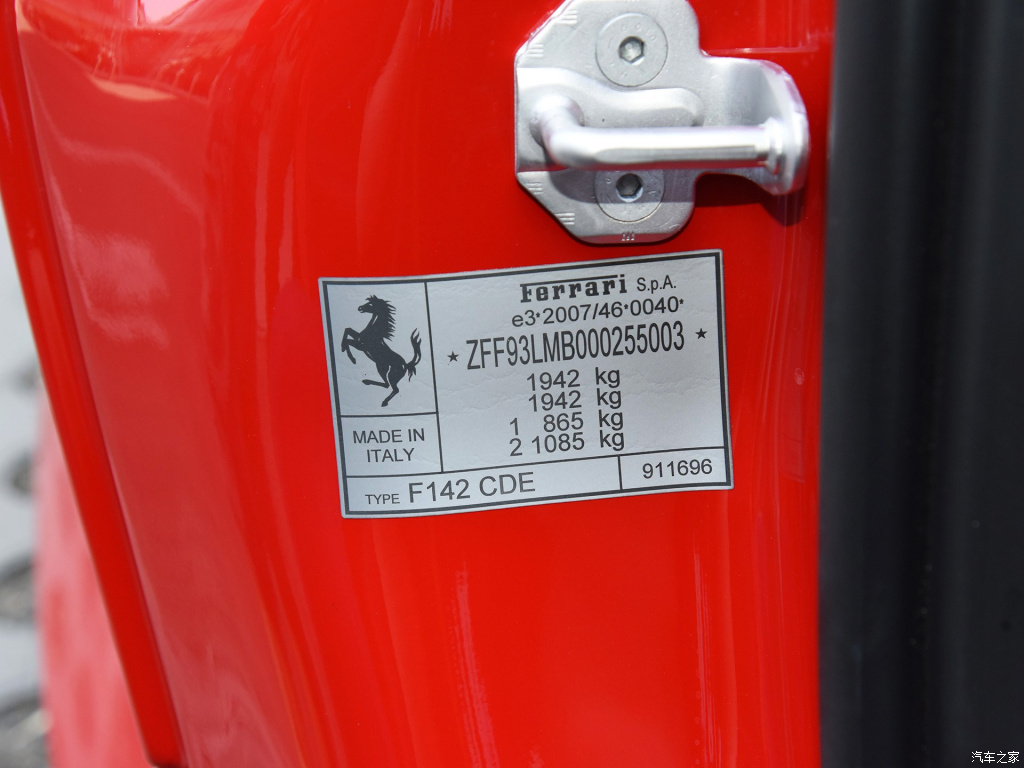 Ferrari S.p.A.
e3*2007/46*0040*
★ ZFF93LMB000255003 ★
1942 kg
1942 kg
1 865 kg
2 1085 kg
MADE IN
ITALY
TYPE F142 CDE
911696
汽车之家